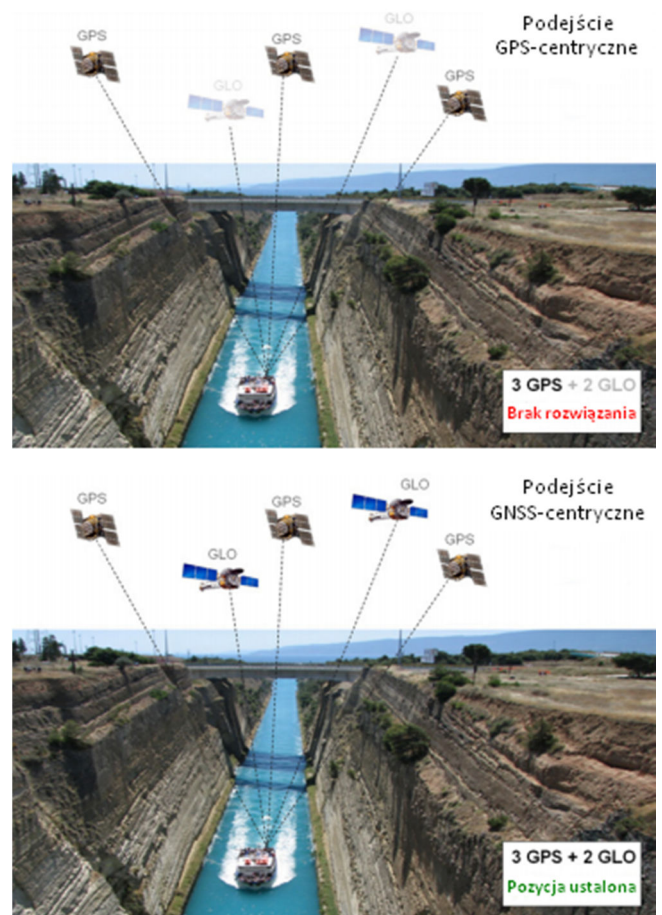 Podejście
GPS-centryczne
GPS
GLO
GPS
GLO
GPS
3 GPS + 2 GLO
Brak rozwiązania
Podejście
GNSS-centryczne
GPS
GLO
GPS
GLO
GPS
3 GPS + 2 GLO
Pozycja ustalona